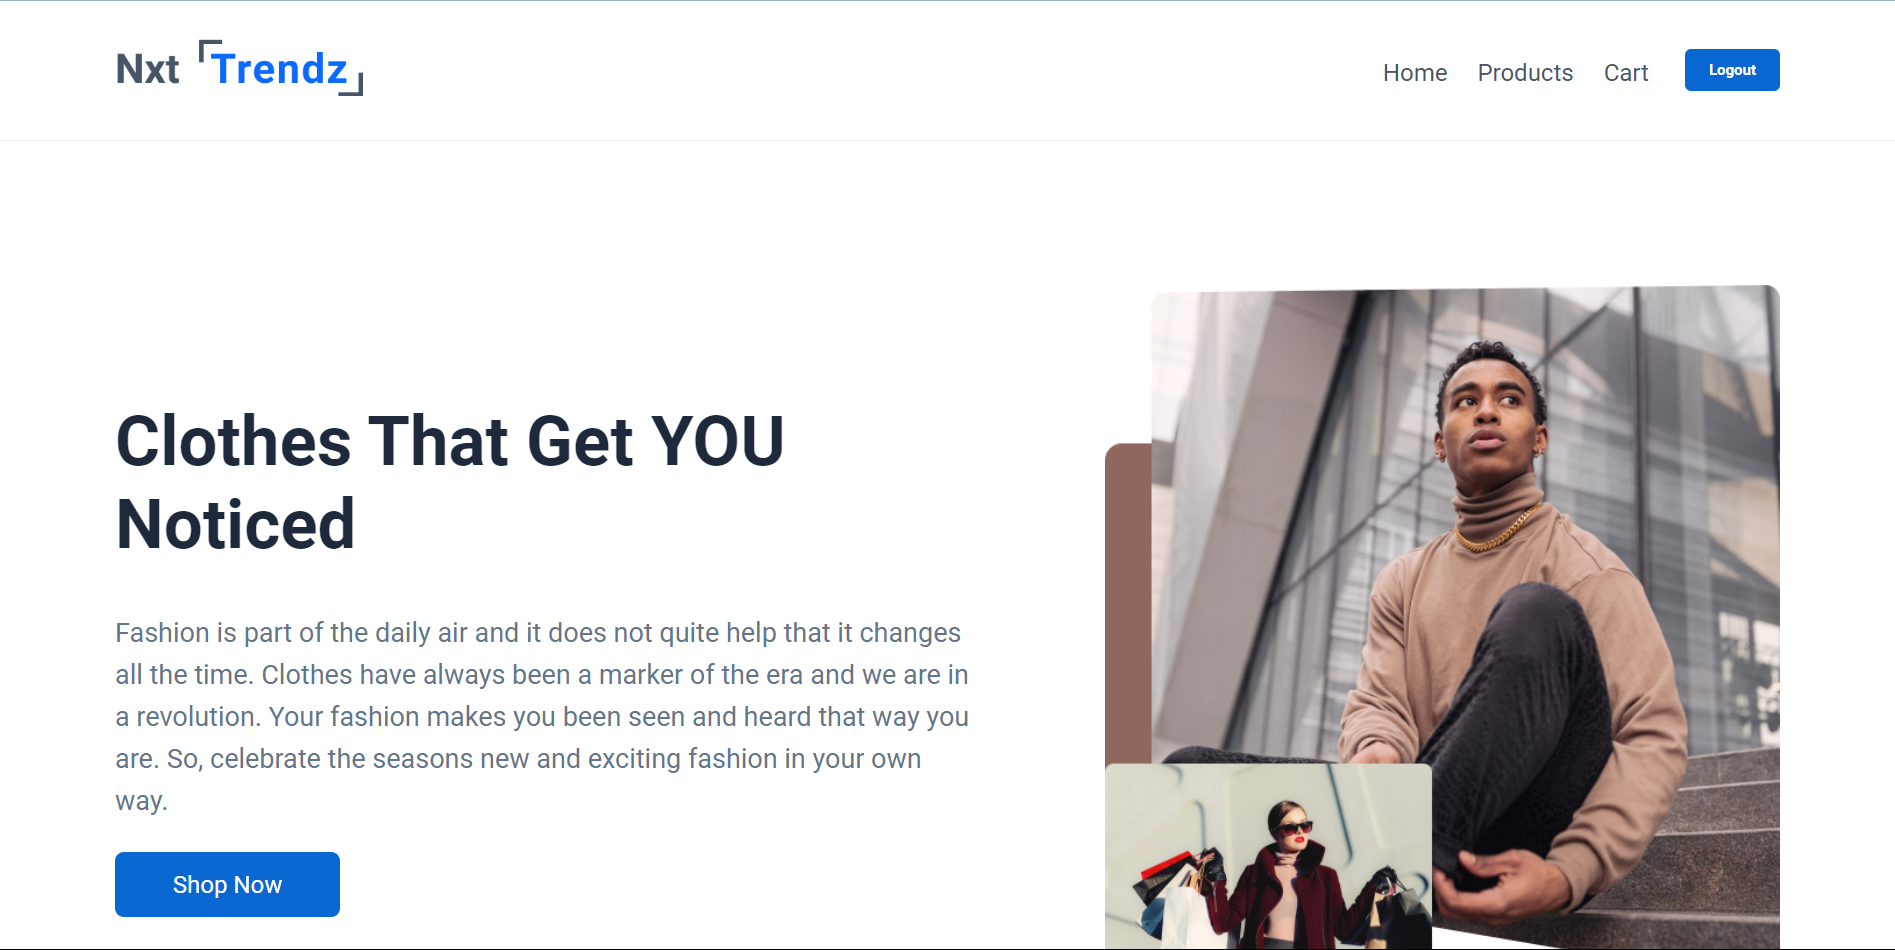 Nxt Trendz
Home Products Cart Logout
Clothes That Get YOU
Noticed
Fashion is part of the daily air and it does not quite help that it changes
all the time. Clothes have always been a marker of the era and we are in
a revolution. Your fashion makes you been seen and heard that way you
are. So, celebrate the seasons new and exciting fashion in your own
way.
Shop Now